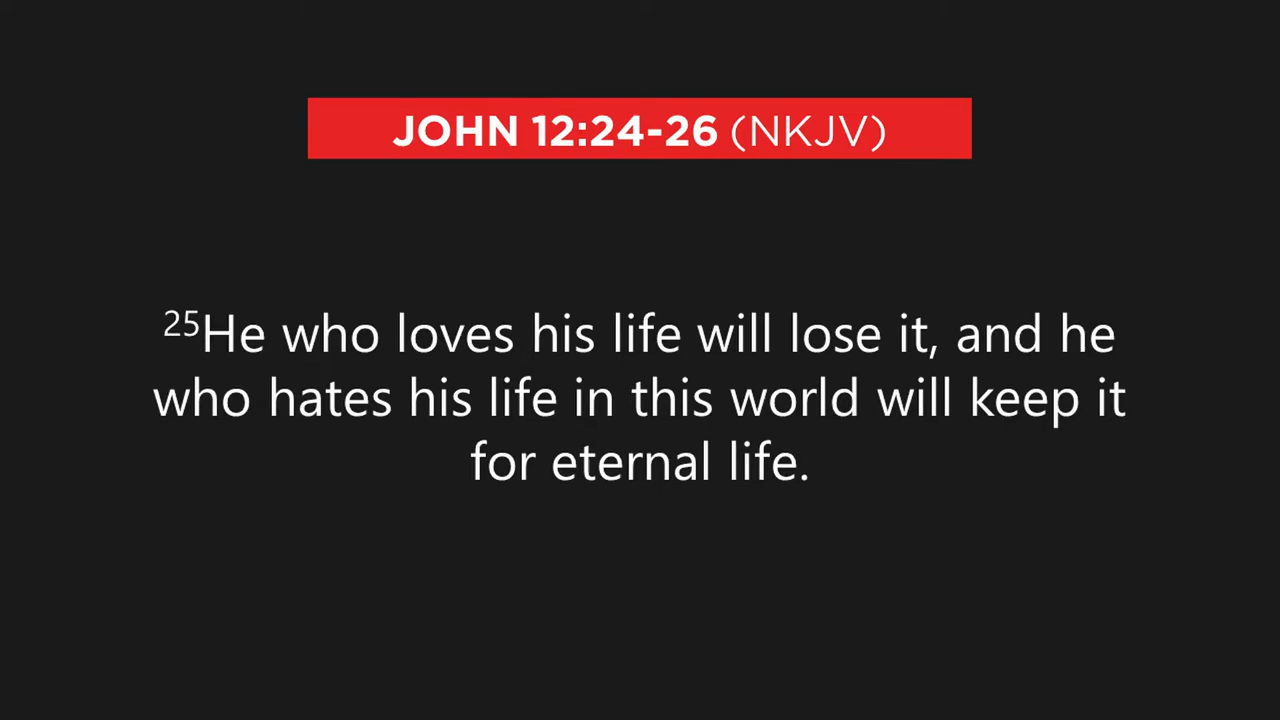 JOHN 12:24-26 (NKJV)
25He who loves his life will lose it, and he
who hates his life in this world will keep it
for eternal life.